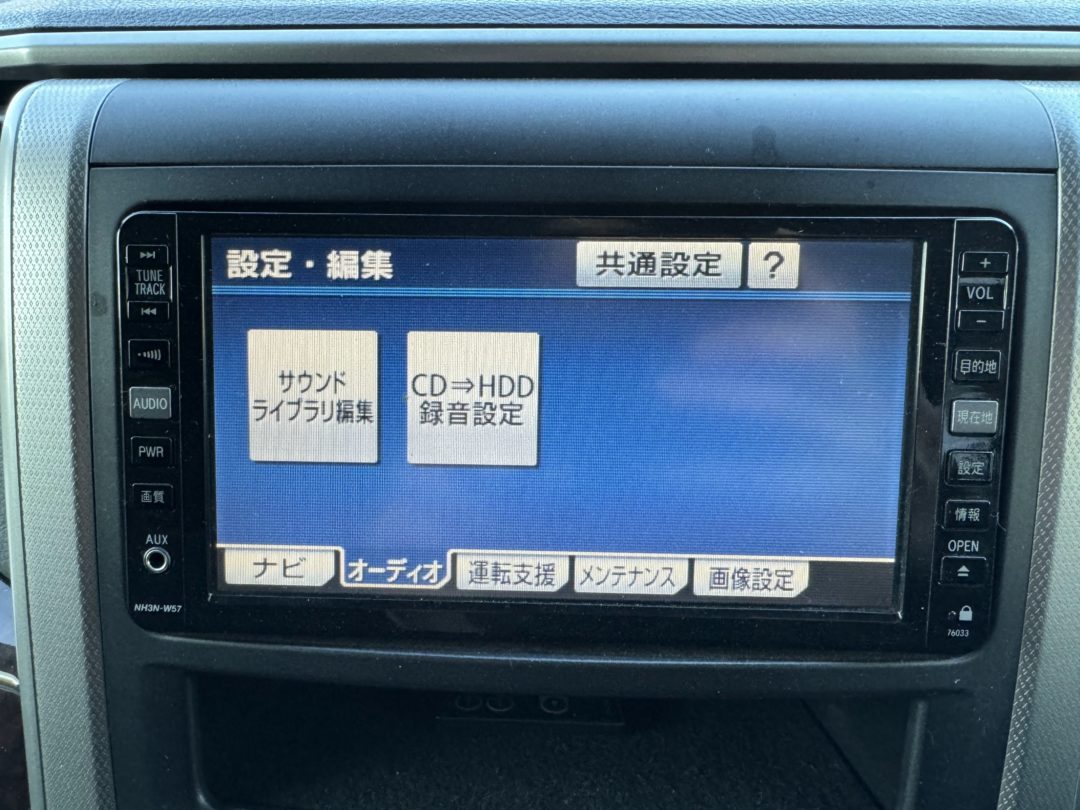 設定・編集
共通設定
?
サウンド
ライブラリ編集
CD⇒HDD
録音設定
ナビ
オーディオ
運転支援
メンテナンス
画像設定
TUNE
TRACK
AUDIO
PWR
画質
AUX
NH3N-W57
+
VOL
−
目的地
現在地
設定
情報
OPEN
76033